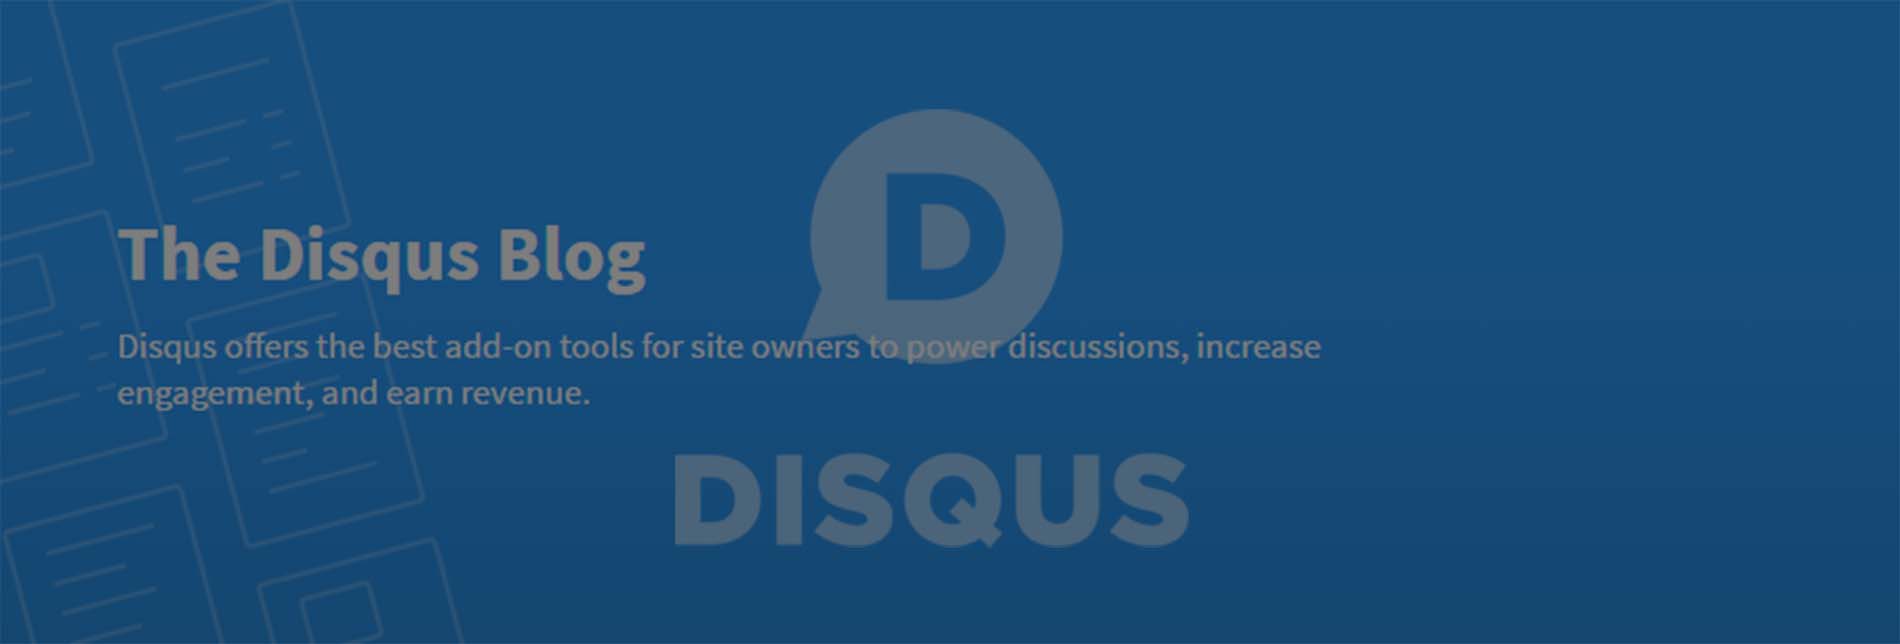 D
The Disqus Blog
Disqus offers the best add-on tools for site owners to power discussions, increase
engagement, and earn revenue.
DISQUS